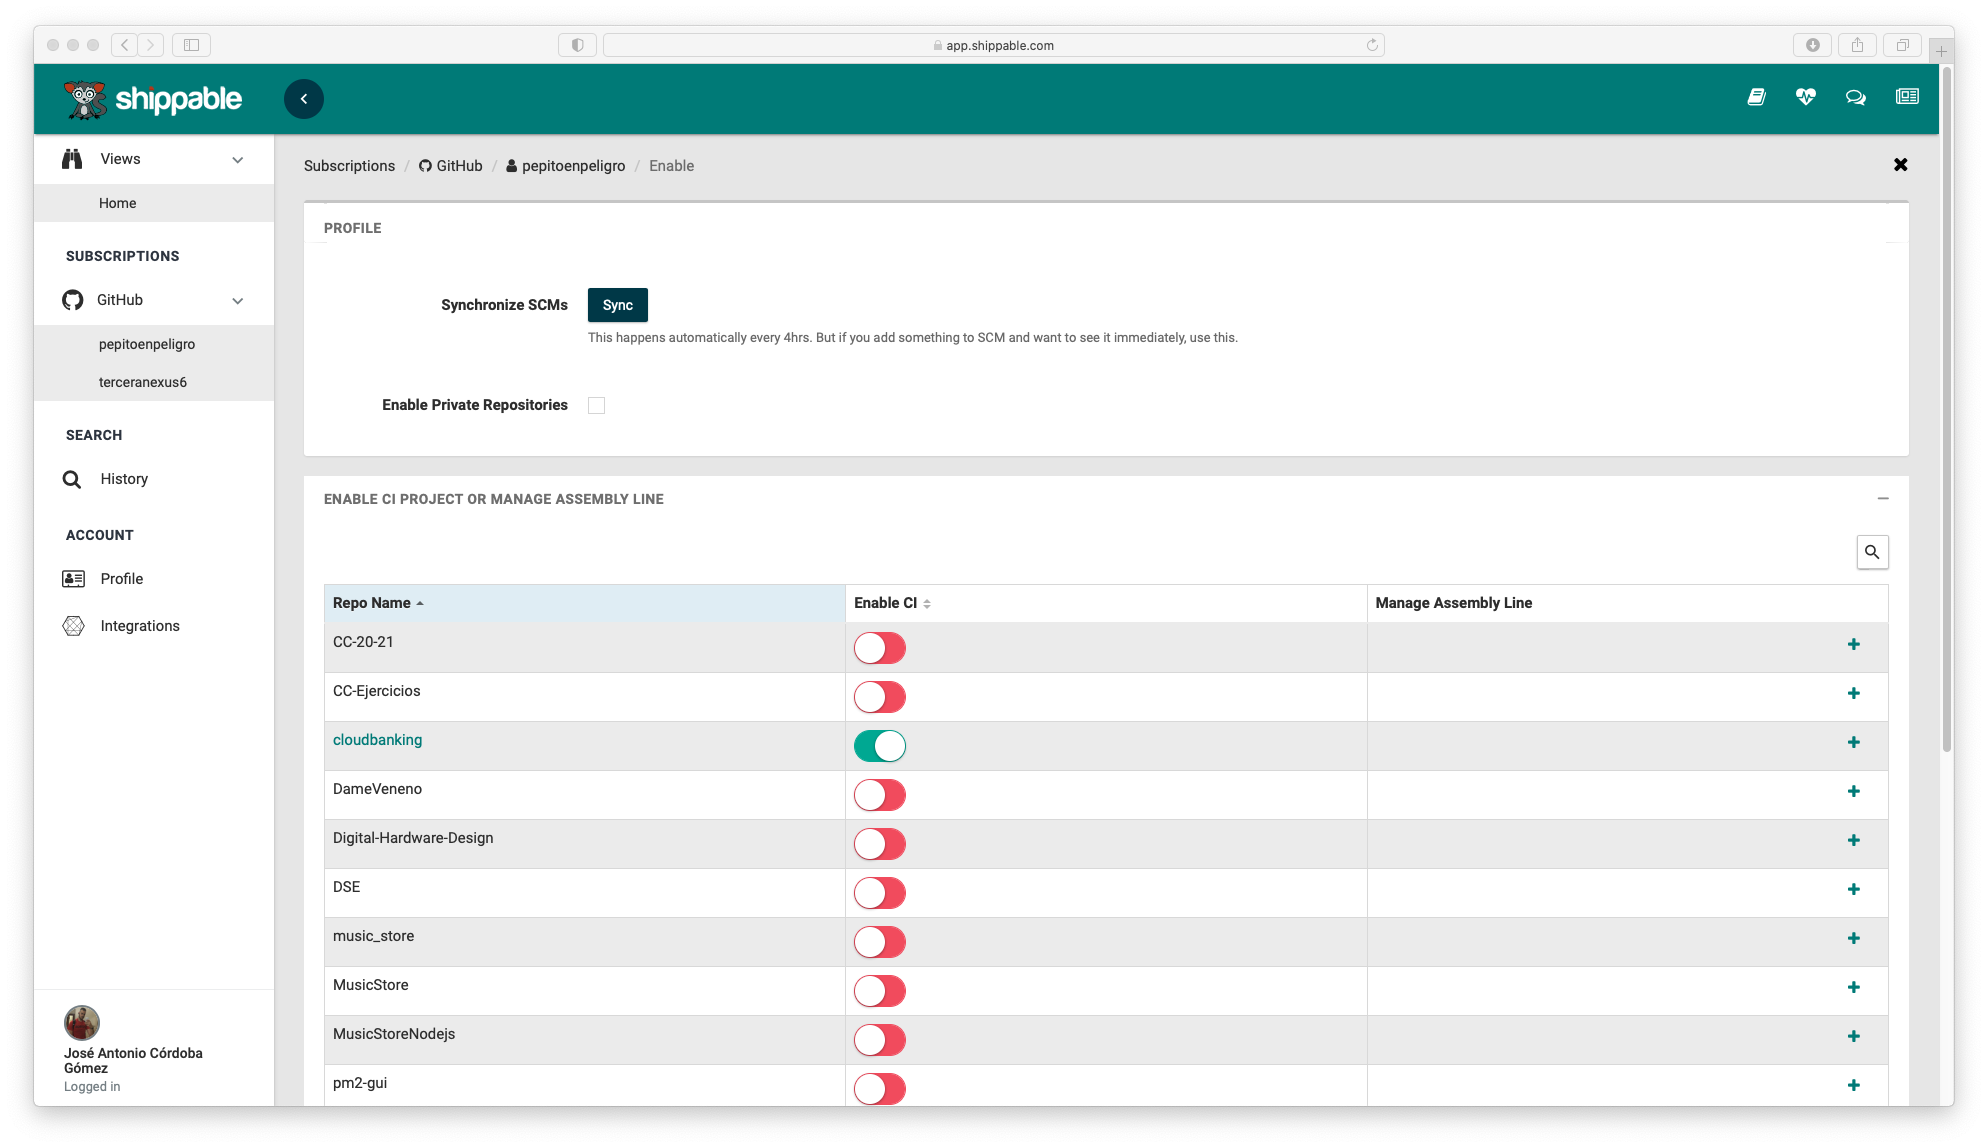 app.shippable.com
shippable
Views
Home
SUBSCRIPTIONS
GitHub
pepitoenpeligro
terceranexus6
SEARCH
History
ACCOUNT
Profile
Integrations
José Antonio Córdoba
Gómez
Logged in
Subscriptions / GitHub / pepitoenpeligro / Enable
PROFILE
Synchronize SCMs Sync
This happens automatically every 4hrs. But if you add something to SCM and want to see it immediately, use this.
Enable Private Repositories
ENABLE CI PROJECT OR MANAGE ASSEMBLY LINE
Repo Name Enable CI Manage Assembly Line
CC-20-21
CC-Ejercicios
cloudbanking
DameVeneno
Digital-Hardware-Design
DSE
music_store
MusicStore
MusicStoreNodejs
pm2-gui